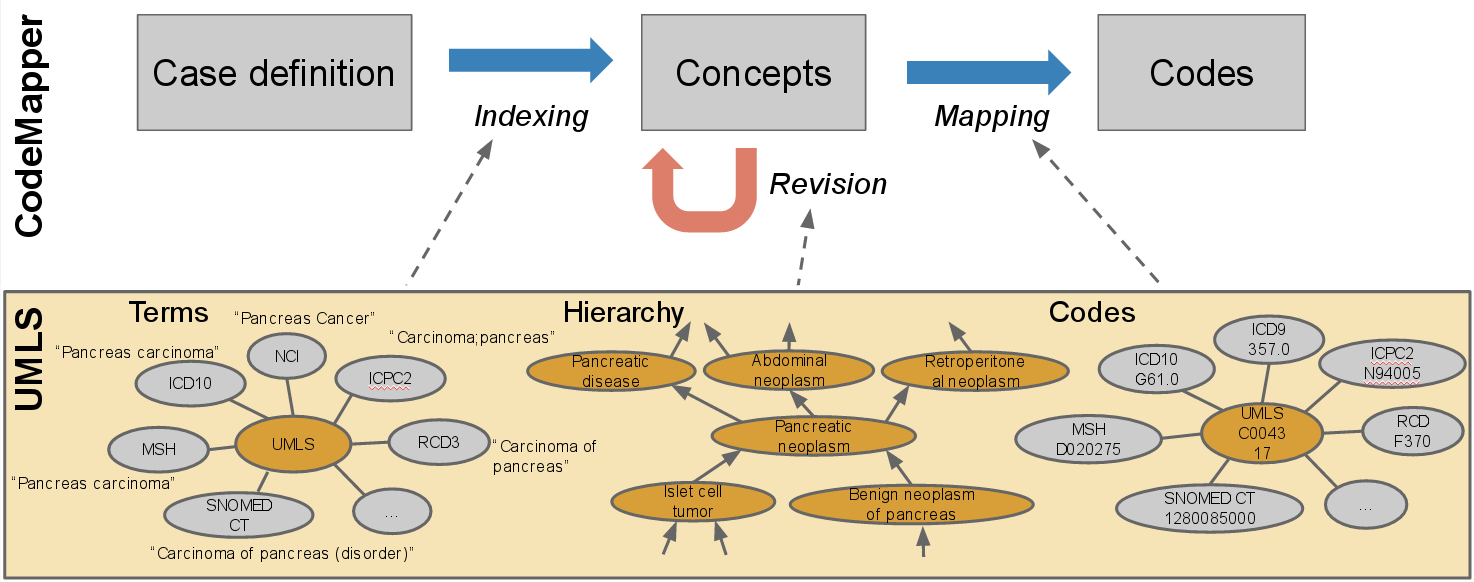 CodeMapper
Case definition
Indexing
Concepts
Mapping
Codes
Revision
UMLS
Terms
"Pancreas Cancer"
"Carcinoma;pancreas"
"Pancreas carcinoma"
NCI
ICD10
ICPC2
UMLS
MSH
RCD3
"Carcinoma of
pancreas"
"Pancreas carcinoma"
SNOMED
CT
...
"Carcinoma of pancreas (disorder)"
Hierarchy
Pancreatic
disease
Abdominal
neoplasm
Retroperitone
al neoplasm
Pancreatic
neoplasm
Islet cell
tumor
Benign neoplasm
of pancreas
Codes
ICD9
357.0
ICD10
G61.0
ICPC2
N94005
UMLS
C0043
17
MSH
D020275
RCD
F370
SNOMED CT
1280085000
...